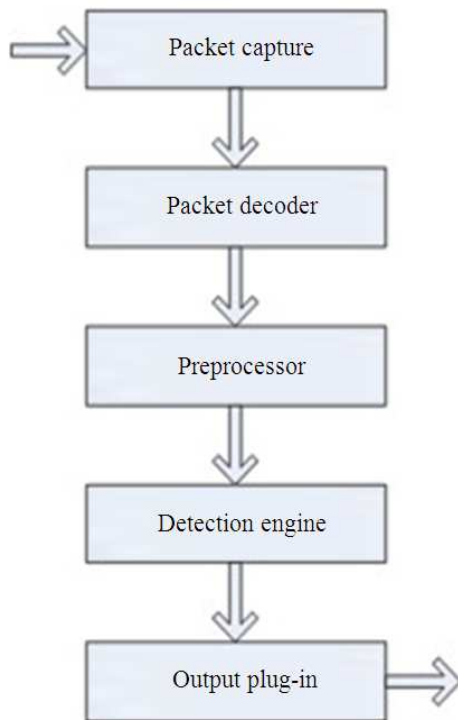 Packet capture
Packet decoder
Preprocessor
Detection engine
Output plug-in